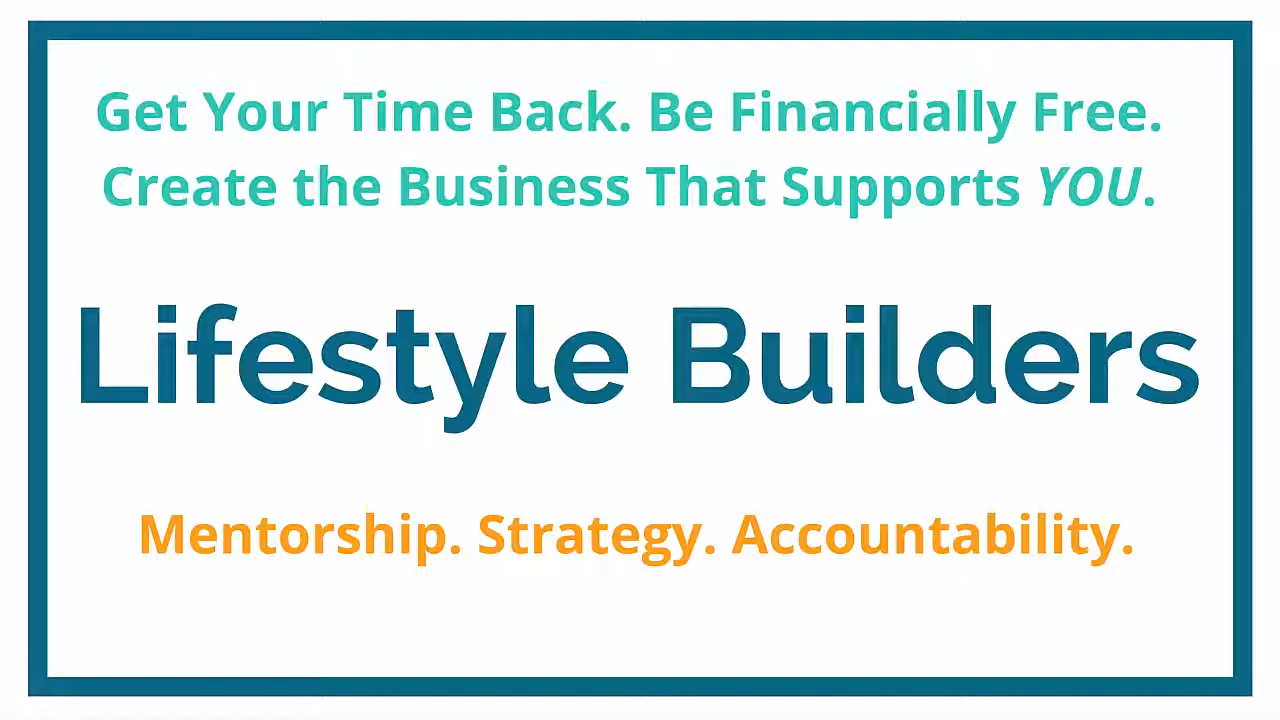 Get Your Time Back. Be Financially Free.
Create the Business That Supports YOU.
Lifestyle Builders
Mentorship. Strategy. Accountability.